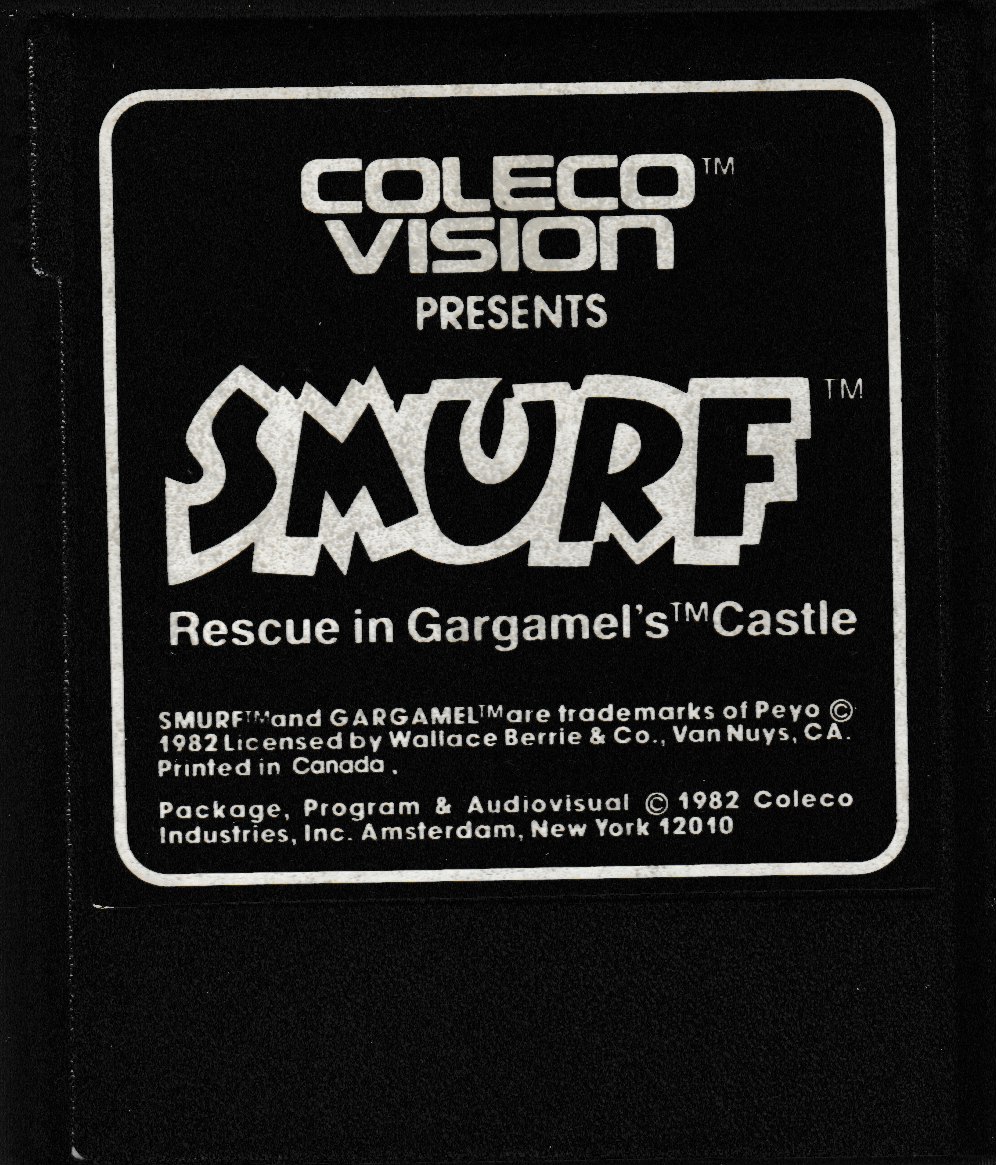 COLECO™
VISION
PRESENTS
SMURF™
Rescue in Gargamel's™Castle
SMURF™and GARGAMEL™are trademarks of Peyo ©
1982 Licensed by Wallace Berrie & Co., Van Nuys, CA.
Printed in Canada.
Package, Program & Audiovisual © 1982 Coleco
Industries, Inc. Amsterdam, New York 12010